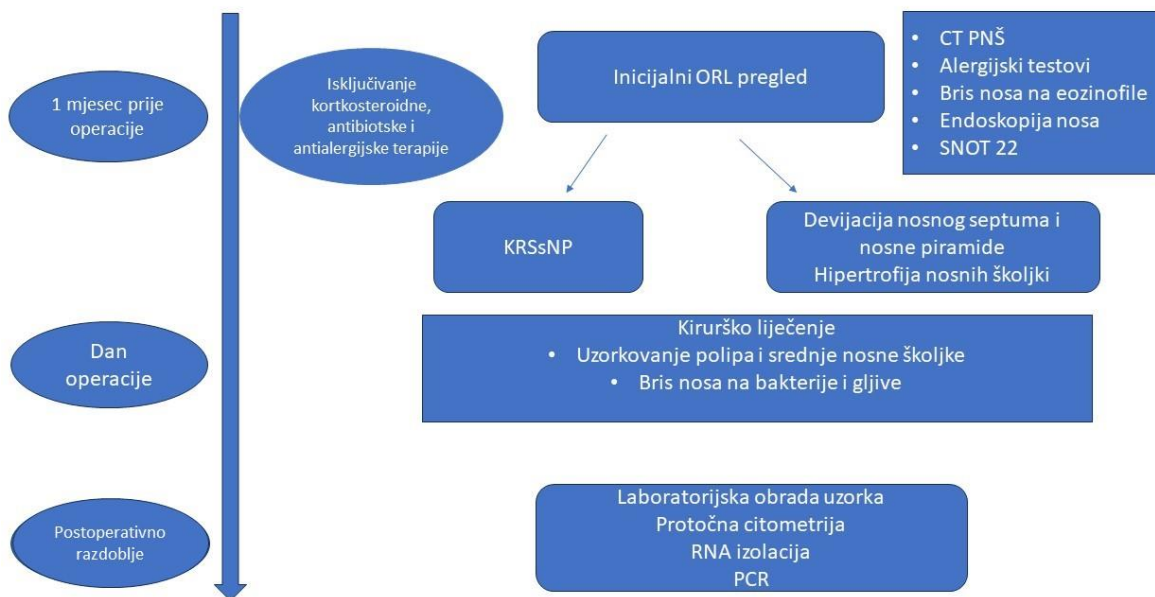 1 mjesec prije
operacije
Isključivanje
kortkosteroidne,
antibiotske i
antialergijske terapije
Inicijalni ORL pregled
• CT PNŠ
• Alergijski testovi
• Bris nosa na eozinofile
• Endoskopija nosa
• SNOT 22
KRSsNP
Devijacija nosnog septuma i
nosne piramide
Hipertrofija nosnih školjki
Dan
operacije
Kirurško liječenje
• Uzorkovanje polipa i srednje nosne školjke
• Bris nosa na bakterije i gljive
Postoperativno
razdoblje
Laboratorijska obrada uzorka
Protočna citometrija
RNA izolacija
PCR